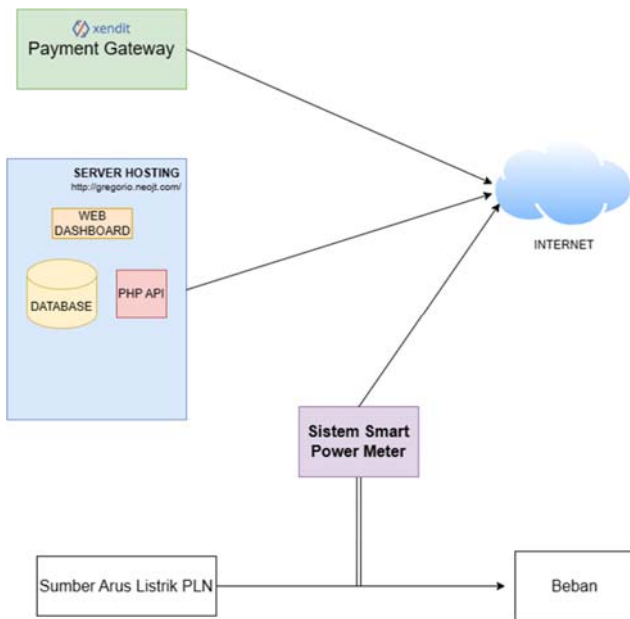 xendit
Payment Gateway
SERVER HOSTING
http://gregorio.neojt.com/
WEB
DASHBOARD
DATABASE
PHP API
INTERNET
Sistem Smart
Power Meter
Sumber Arus Listrik PLN
Beban